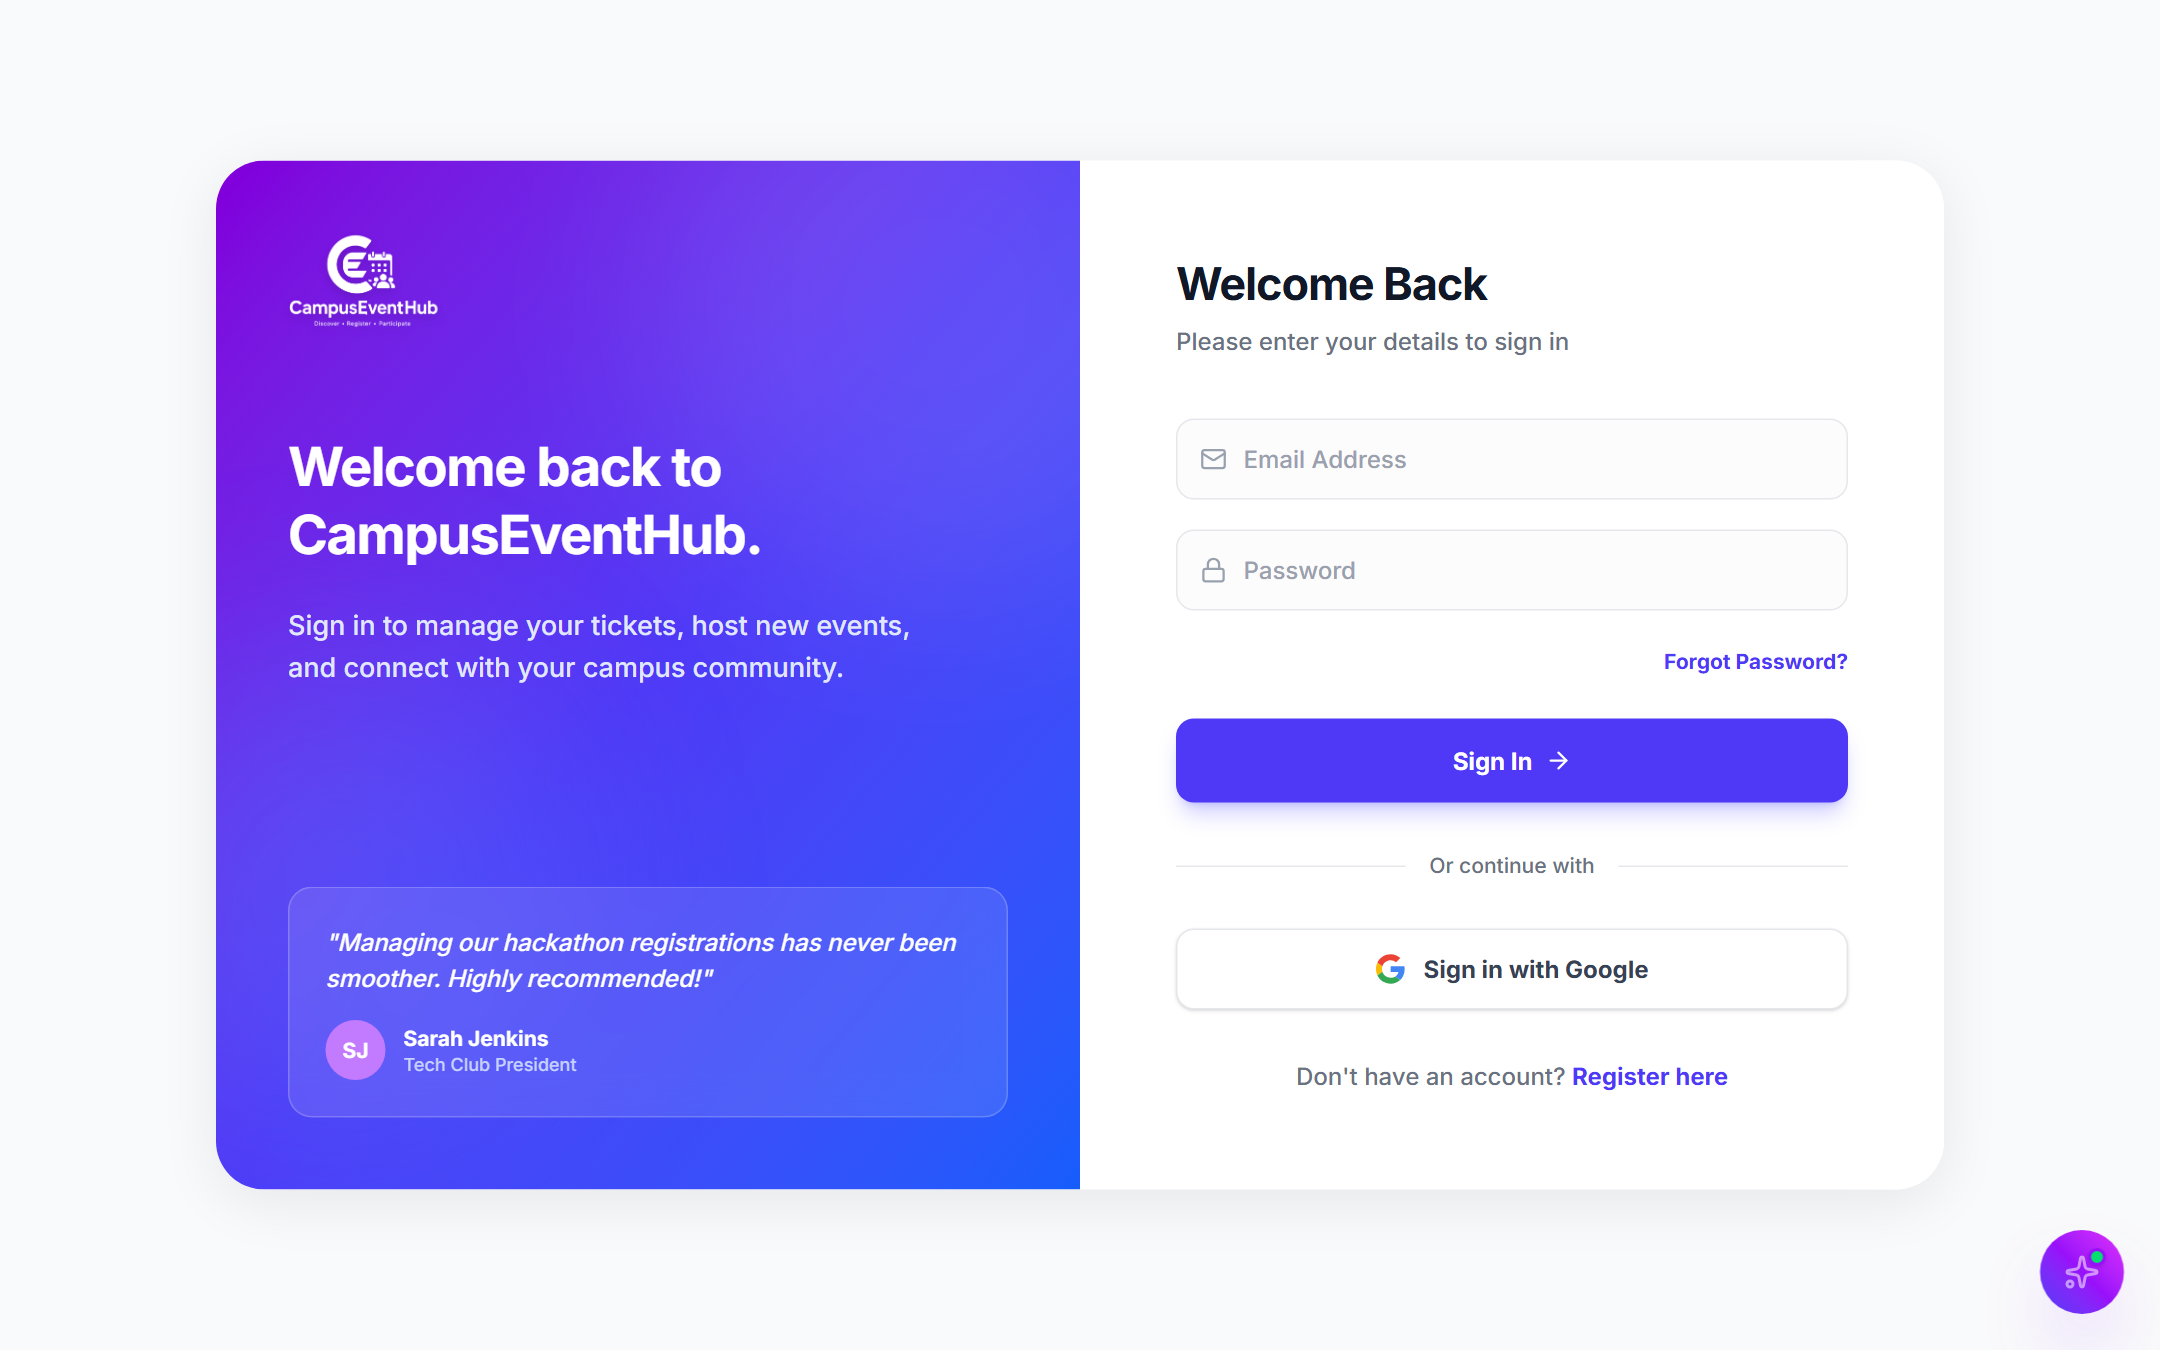 CampusEventHub
Discover • Register • Participate
Welcome back to
CampusEventHub.
Sign in to manage your tickets, host new events,
and connect with your campus community.
"Managing our hackathon registrations has never been
smoother. Highly recommended!"
SJ
Sarah Jenkins
Tech Club President
Welcome Back
Please enter your details to sign in
Email Address
Password
Forgot Password?
Sign In
Or continue with
Sign in with Google
Don't have an account? Register here